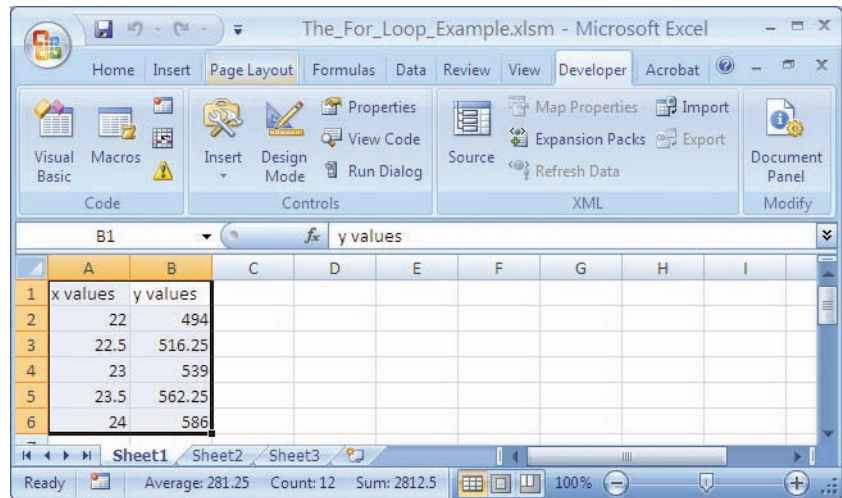 The_For_Loop_Example.xlsm - Microsoft Excel
Home Insert Page Layout Formulas Data Review View Developer Acrobat
Visual Basic
Macros
Code
Insert
Design Mode
Properties
View Code
Run Dialog
Controls
Source
Map Properties
Expansion Packs
Refresh Data
Import
Export
XML
Document Panel
Modify
B1 fx y values
A B C D E F G H I
1 x values y values
2 22 494
3 22.5 516.25
4 23 539
5 23.5 562.25
6 24 586
Sheet1 Sheet2 Sheet3
Ready Average: 281.25 Count: 12 Sum: 2812.5 100%